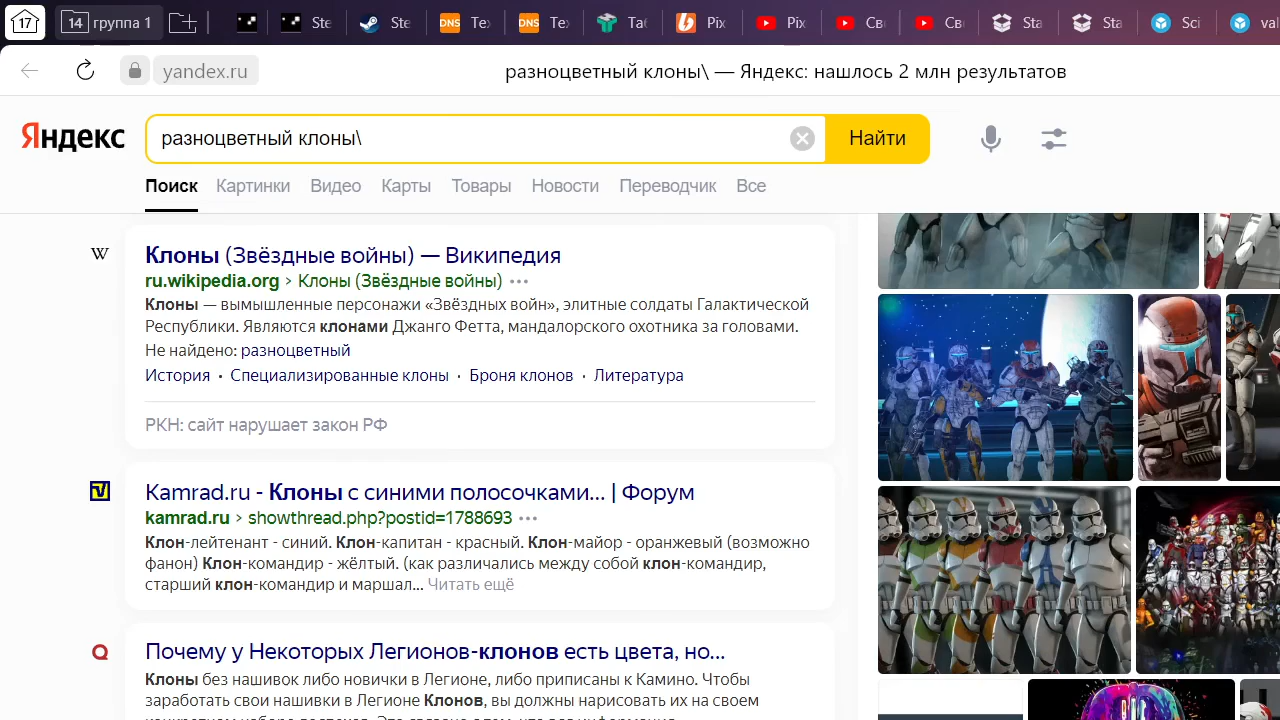 17
14 группа 1
Ste
Ste
DNS Te
DNS Te
Pix
Pix
Св
Св
Sta
Sta
Sci
val
yandex.ru
разноцветный клоны\ — Яндекс: нашлось 2 млн результатов
Яндекс
разноцветный клоны\
Найти
Поиск Картинки Видео Карты Товары Новости Переводчик Все
W
Клоны (Звёздные войны) — Википедия
ru.wikipedia.org > Клоны (Звёздные войны) •••
Клоны — вымышленные персонажи «Звёздных войн», элитные солдаты Галактической
Республики. Являются клонами Джанго Фетта, мандалорского охотника за головами.
Не найдено: разноцветный
История · Специализированные клоны · Броня клонов · Литература
РКН: сайт нарушает закон РФ
Kamrad.ru - Клоны с синими полосочками... | Форум
kamrad.ru > showthread.php?postid=1788693 •••
Клон-лейтенант - синий. Клон-капитан - красный. Клон-майор - оранжевый (возможно
фанон) Клон-командир - жёлтый. (как различались между собой клон-командир,
старший клон-командир и маршал... Читать ещё
Q
Почему у Некоторых Легионов-клонов есть цвета, но...
Клоны без нашивок либо новички в Легионе, либо приписаны к Камино. Чтобы
заработать свои нашивки в Легионе Клонов, вы должны нарисовать их на своем